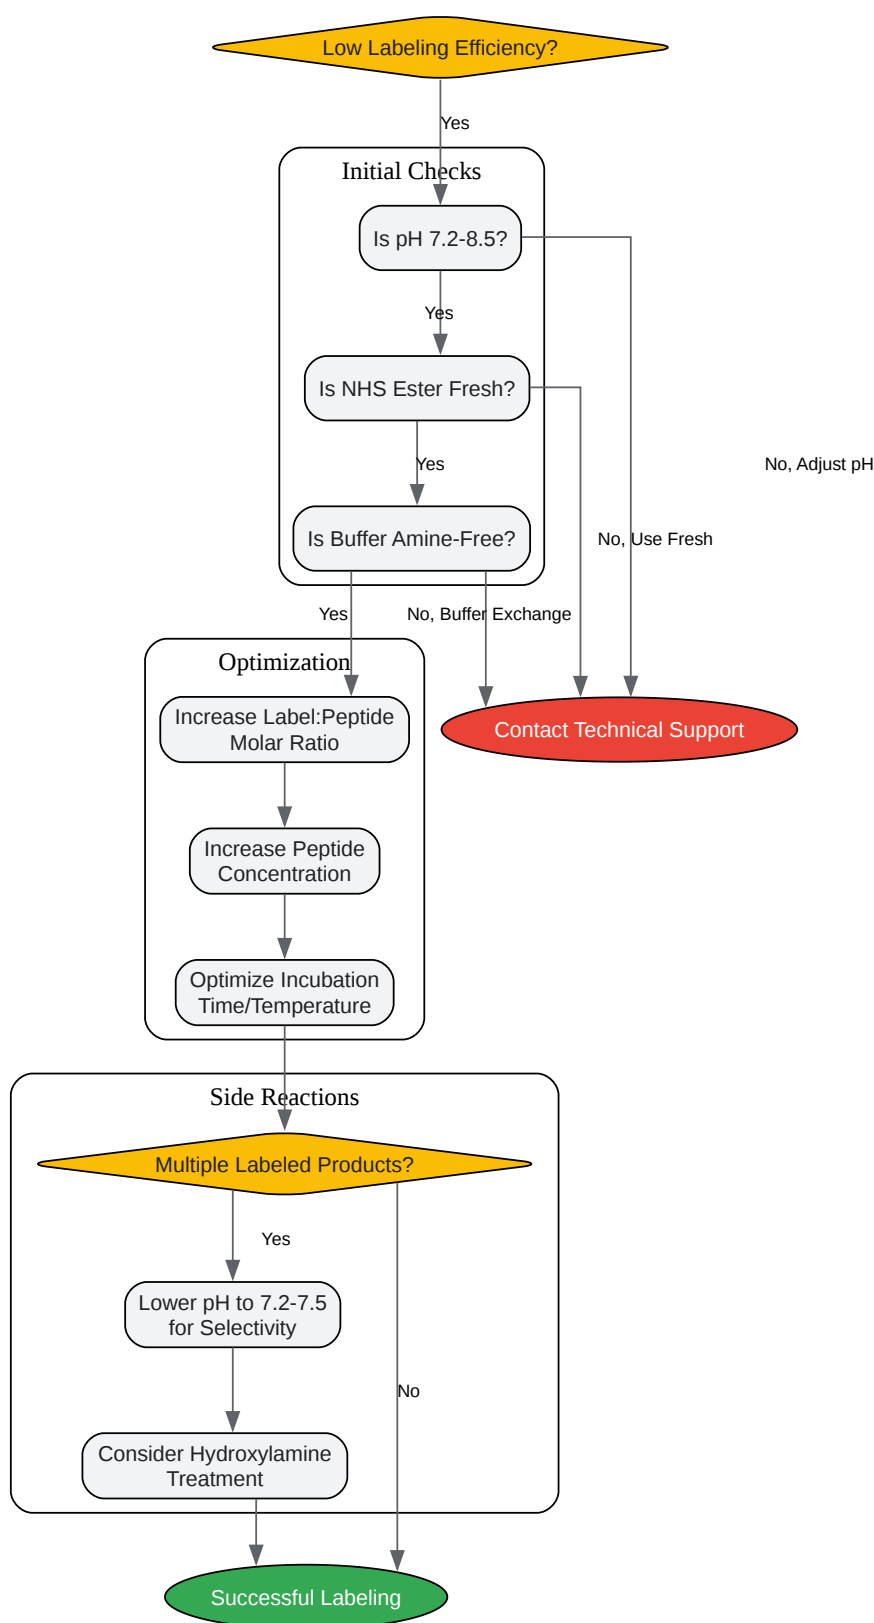 Low Labeling Efficiency?
Yes
Initial Checks
Is pH 7.2-8.5?
Yes
Is NHS Ester Fresh?
Yes
No, Adjust pH
Is Buffer Amine-Free?
No, Use Fresh
Yes
No, Buffer Exchange
Optimization
Increase Label:Peptide
Molar Ratio
Contact Technical Support
Increase Peptide
Concentration
Optimize Incubation
Time/Temperature
Side Reactions
Multiple Labeled Products?
Yes
Lower pH to 7.2-7.5
for Selectivity
No
Consider Hydroxylamine
Treatment
Successful Labeling